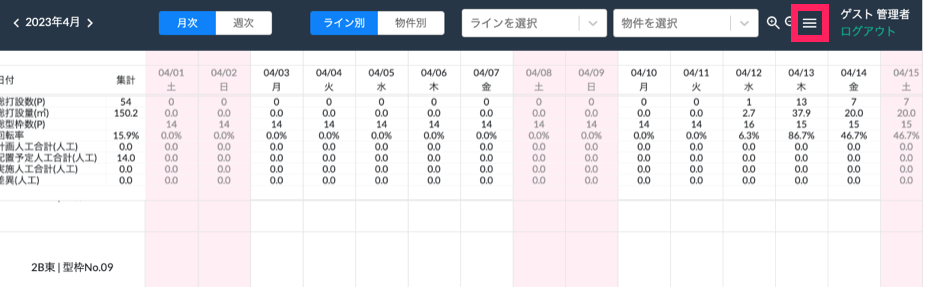 2023年4月 月次 週次 ライン別 物件別 ラインを選択 物件を選択 ゲスト 管理者
ログアウト
日付 集計 04/01 04/02 04/03 04/04 04/05 04/06 04/07 04/08 04/09 04/10 04/11 04/12 04/13 04/14 04/15
土 日 月 火 水 木 金 土 日 月 火 水 木 金 土
総打設数(P) 54 0 0 0 0 0 0 0 0 0 0 0 1 13 7 7
総打設量(㎥) 150.2 0.0 0.0 0.0 0.0 0.0 0.0 0.0 0.0 0.0 0.0 0.0 2.7 37.9 20.0 20.0
総型枠数(P) 14 14 14 14 14 14 14 14 14 14 14 16 15 15 15
回転率 15.9% 0.0% 0.0% 0.0% 0.0% 0.0% 0.0% 0.0% 0.0% 0.0% 0.0% 0.0% 6.3% 86.7% 46.7% 46.7%
計画人工合計(人工) 0.0 0.0 0.0 0.0 0.0 0.0 0.0 0.0 0.0 0.0 0.0 0.0 0.0 0.0 0.0 0.0
配置予定人工合計(人工) 14.0 0.0 0.0 0.0 0.0 0.0 0.0 0.0 0.0 0.0 0.0 0.0 0.0 0.0 0.0 0.0
実施人工合計(人工) 0.0 0.0 0.0 0.0 0.0 0.0 0.0 0.0 0.0 0.0 0.0 0.0 0.0 0.0 0.0 0.0
差異(人工) 0.0 0.0 0.0 0.0 0.0 0.0 0.0 0.0 0.0 0.0 0.0 0.0 0.0 0.0 0.0 0.0
2B東 | 型枠No.09